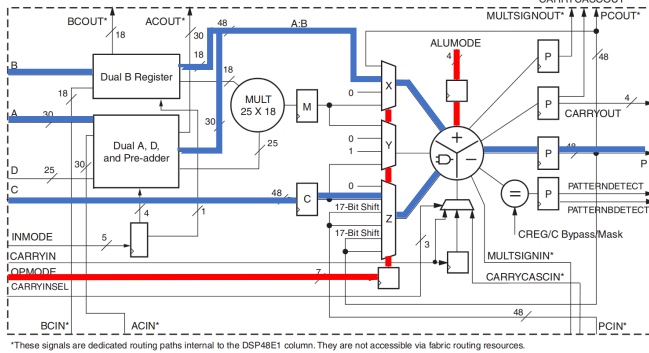 CARRYCASCOUT*
BCOUT* ACOUT* MULTSIGNOUT* PCOUT*
18 30 48 A:B
ALUMODE
4 48
B 18 18
Dual B Register
18
X
0
P
MULT
25 X 18
M
P CARRYOUT 4
A 30 30
Dual A, D,
and Pre-adder
0
1
Y
30 25
P 48 P
D 25
0
C 48 C
17-Bit Shift
Z
17-Bit Shift
= P PATTERNDETECT
PATTERNBDETECT
4 1
3
CREG/C Bypass/Mask
INMODE 5
CARRYIN
MULTSIGNIN*
OPMODE 7
CARRYCASCIN*
CARRYINSEL
48
BCIN* ACIN* PCIN*
*These signals are dedicated routing paths internal to the DSP48E1 column. They are not accessible via fabric routing resources.